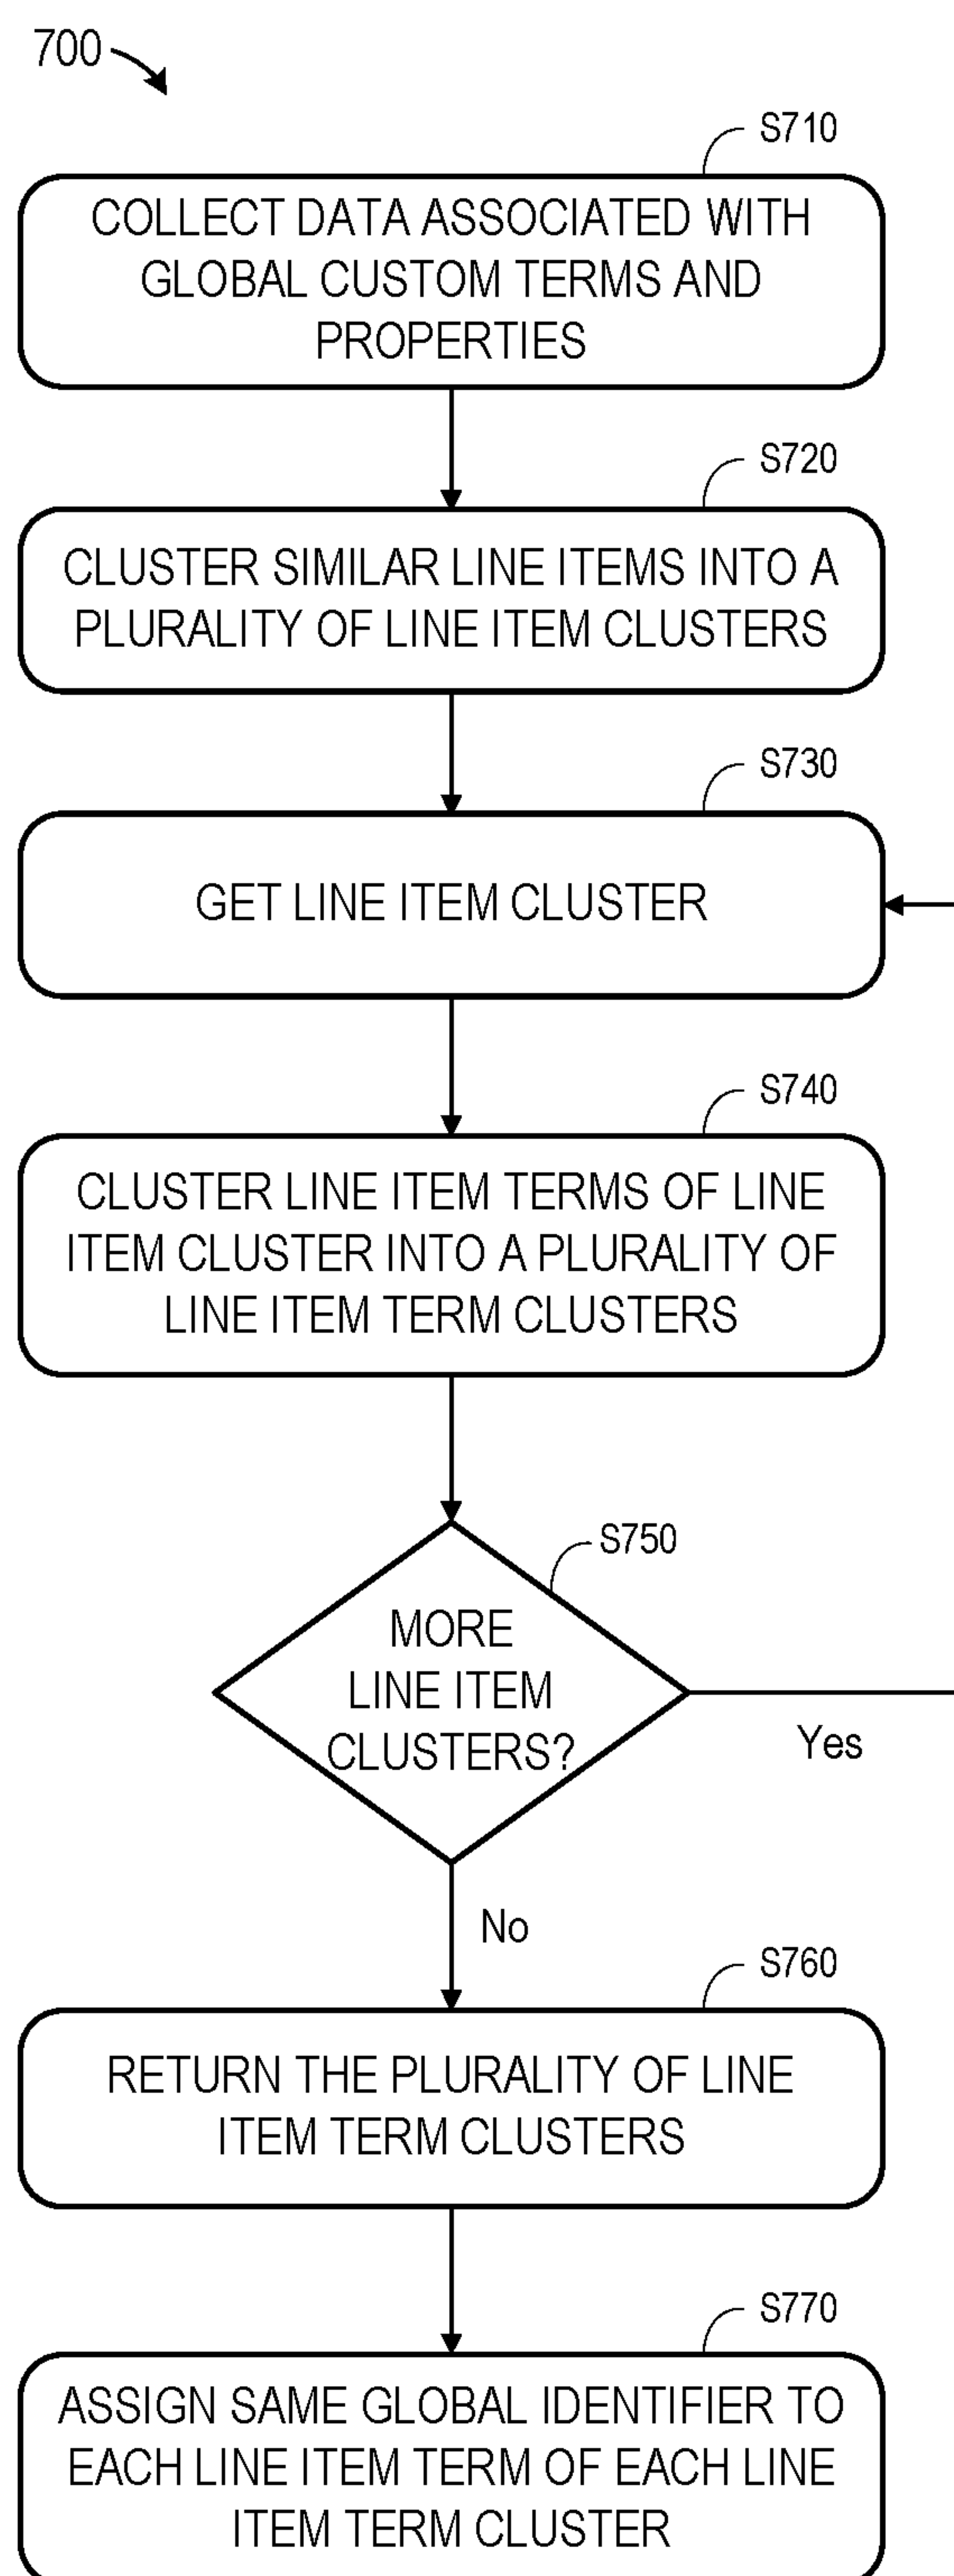 700
S710
COLLECT DATA ASSOCIATED WITH
GLOBAL CUSTOM TERMS AND
PROPERTIES
S720
CLUSTER SIMILAR LINE ITEMS INTO A
PLURALITY OF LINE ITEM CLUSTERS
S730
GET LINE ITEM CLUSTER
S740
CLUSTER LINE ITEM TERMS OF LINE
ITEM CLUSTER INTO A PLURALITY OF
LINE ITEM TERM CLUSTERS
S750
MORE
LINE ITEM
CLUSTERS?
Yes
No
S760
RETURN THE PLURALITY OF LINE
ITEM TERM CLUSTERS
S770
ASSIGN SAME GLOBAL IDENTIFIER TO
EACH LINE ITEM TERM OF EACH LINE
ITEM TERM CLUSTER